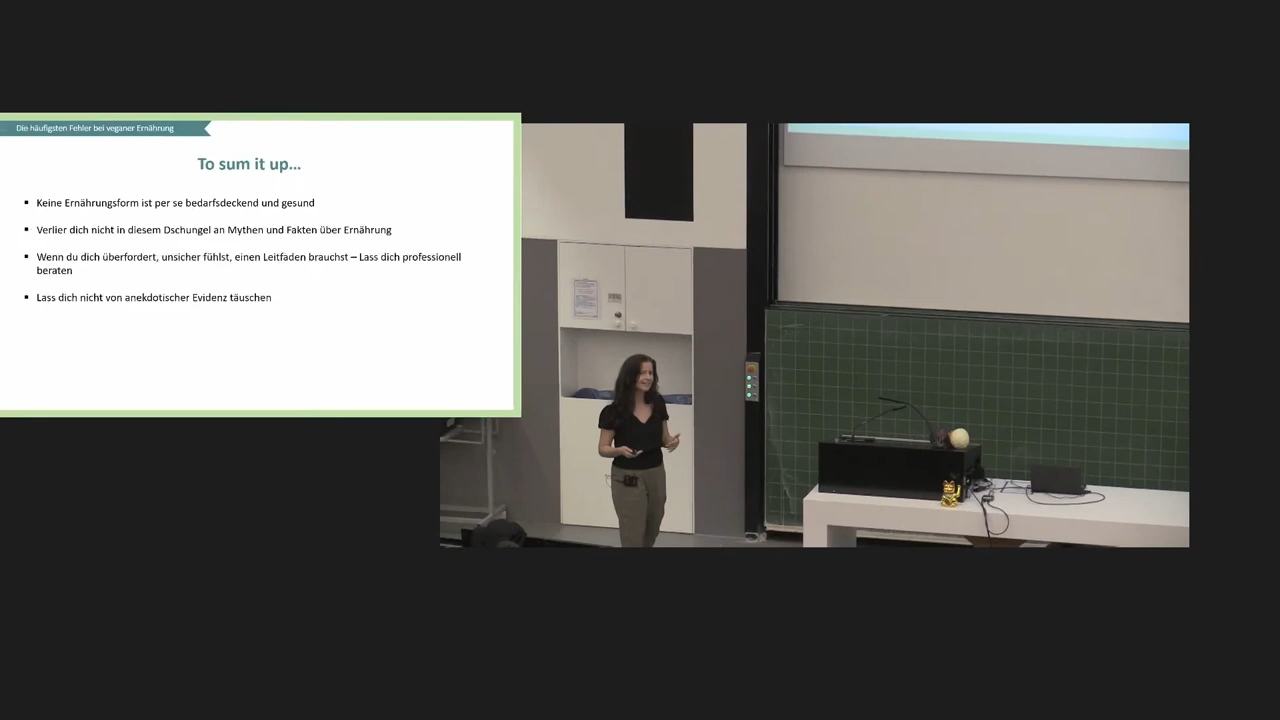 Die häufigsten Fehler bei veganer Ernährung
To sum it up...
▪ Keine Ernährungsform ist per se bedarfsdeckend und gesund
▪ Verlier dich nicht in diesem Dschungel an Mythen und Fakten über Ernährung
▪ Wenn du dich überfordert, unsicher fühlst, einen Leitfaden brauchst – Lass dich professionell
beraten
▪ Lass dich nicht von anekdotischer Evidenz täuschen